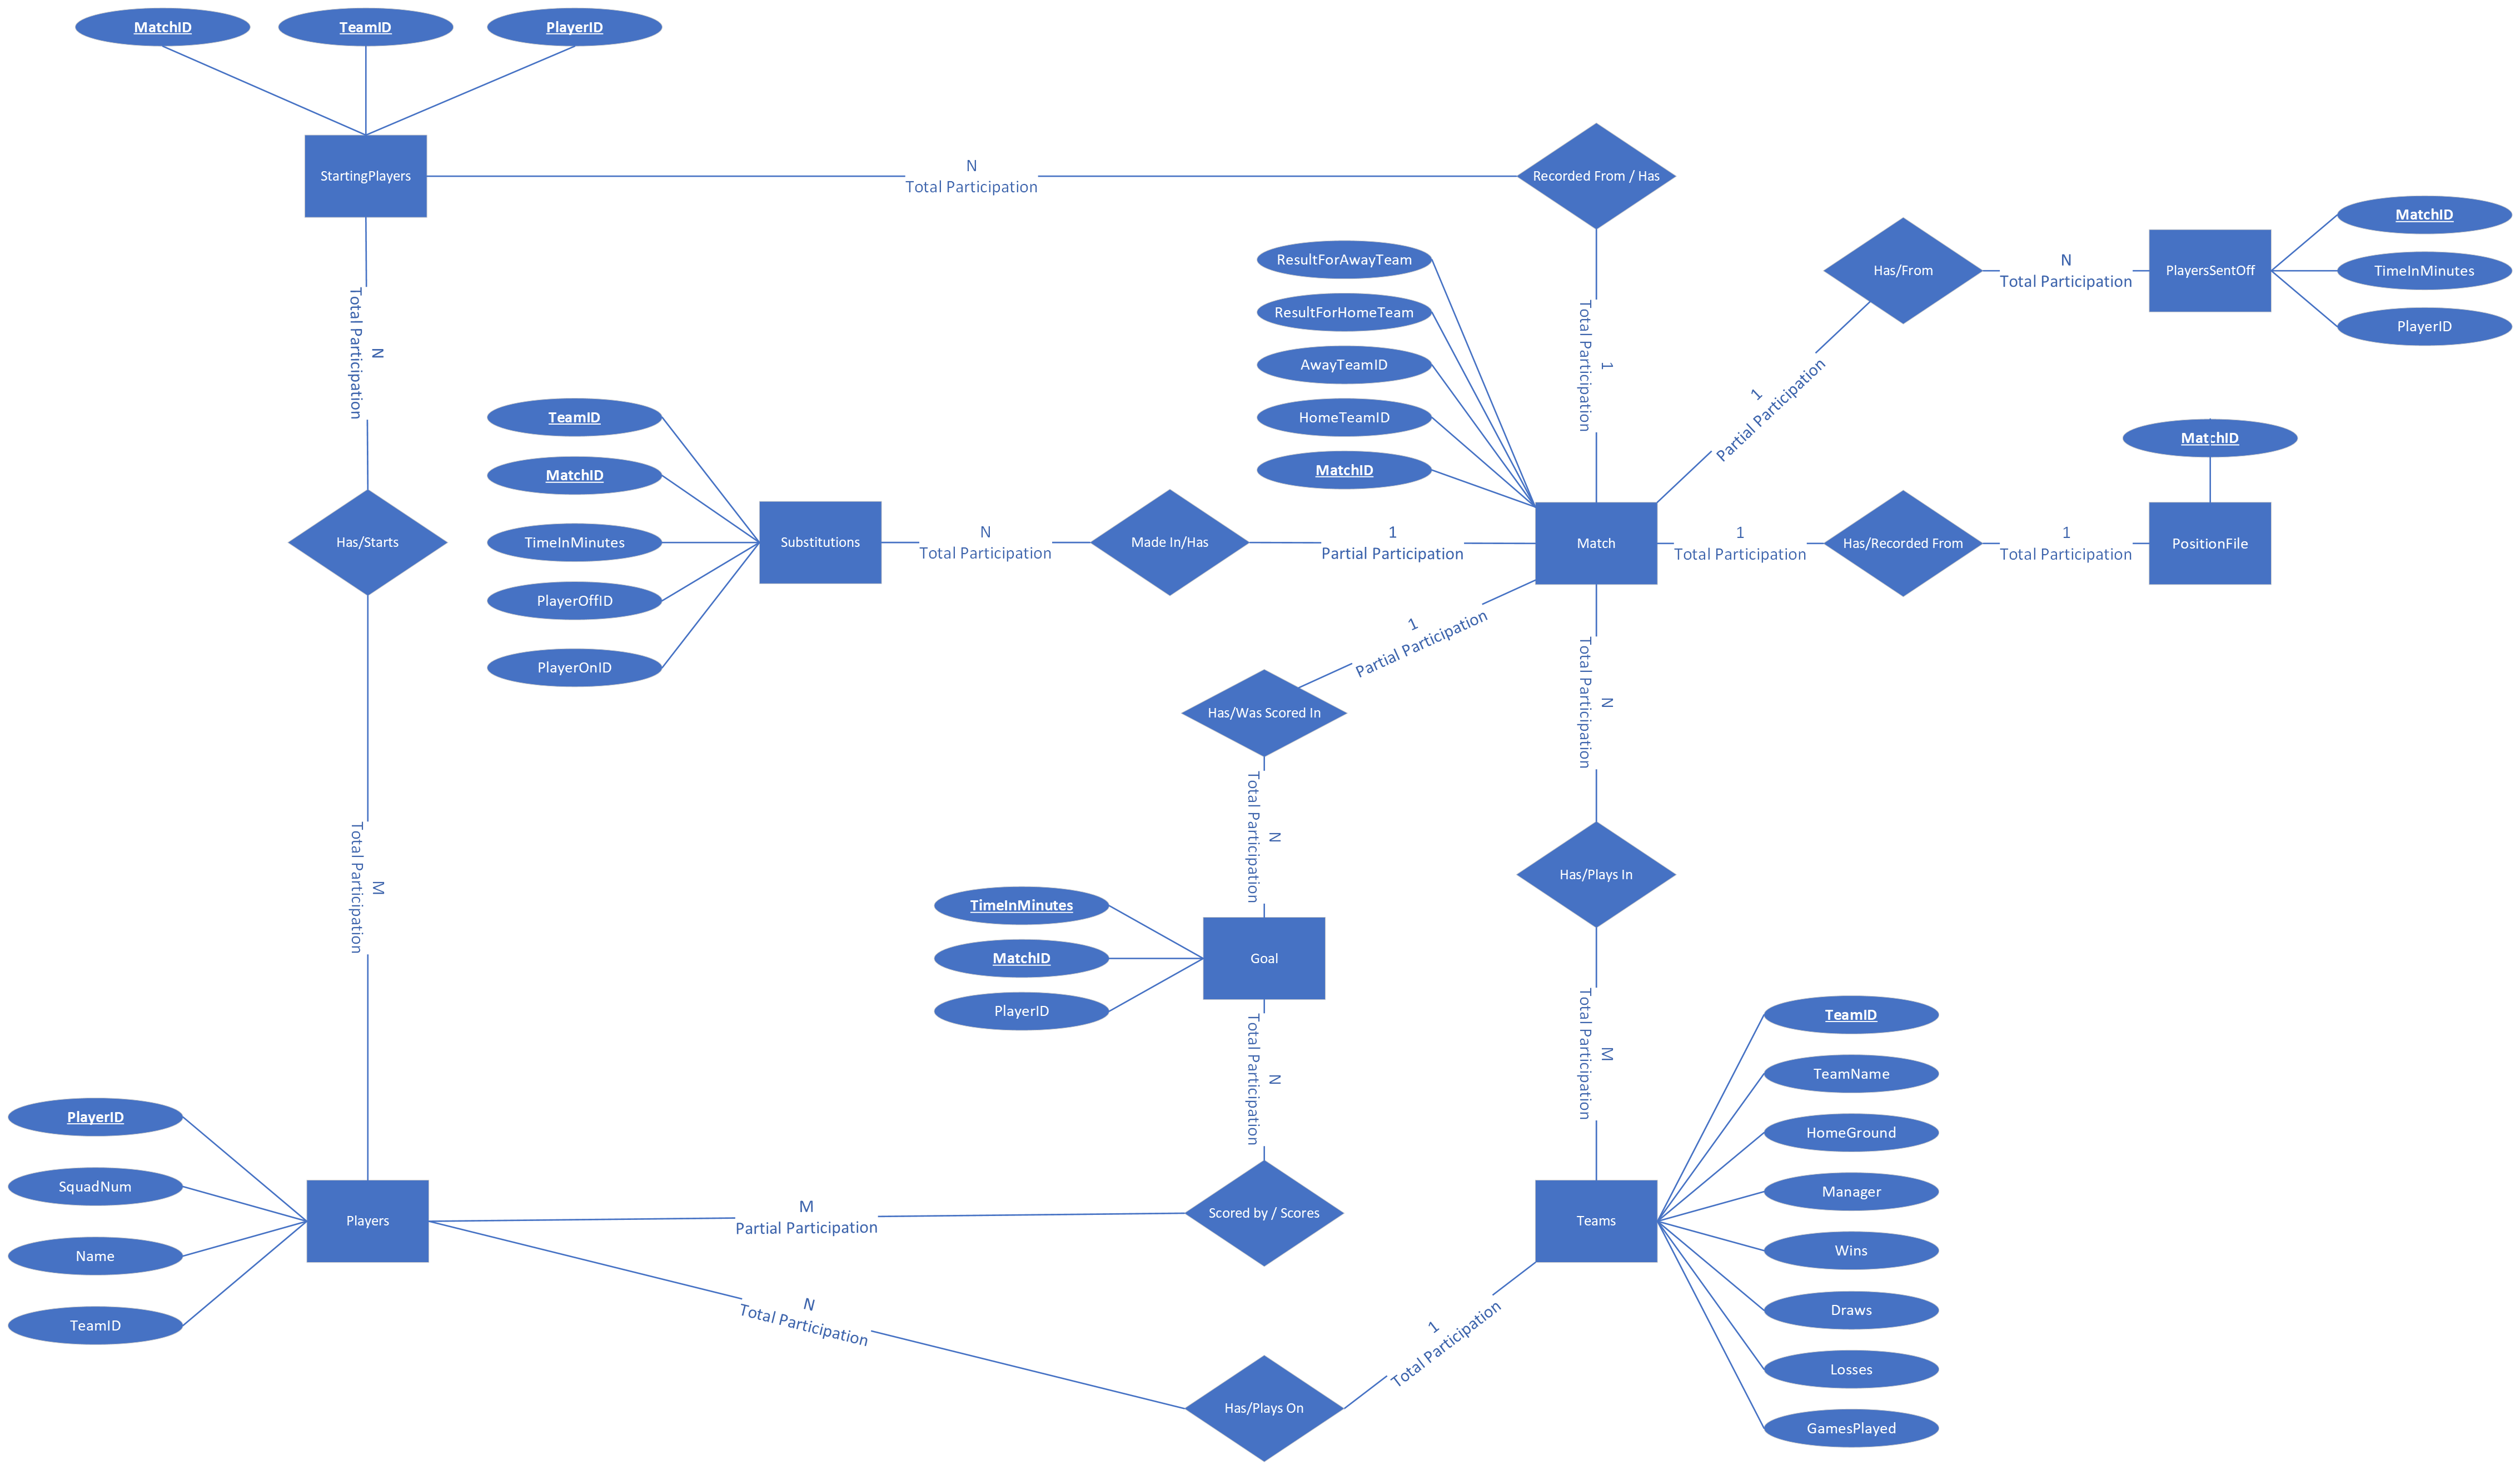 MatchID
TeamID
PlayerID
StartingPlayers
N
Total Participation
Recorded From / Has
N
Total Participation
1
Total Participation
ResultForAwayTeam
ResultForHomeTeam
AwayTeamID
HomeTeamID
MatchID
Has/From
N
Total Participation
PlayersSentOff
MatchID
TimeInMinutes
PlayerID
1
Partial Participation
MatchID
TeamID
MatchID
TimeInMinutes
PlayerOffID
PlayerOnID
Has/Starts
Substitutions
N
Total Participation
Made In/Has
1
Partial Participation
Match
1
Total Participation
Has/Recorded From
1
Total Participation
PositionFile
1
Partial Participation
Has/Was Scored In
N
Total Participation
N
Total Participation
M
Total Participation
Has/Plays In
TimeInMinutes
MatchID
PlayerID
Goal
N
Total Participation
M
Total Participation
PlayerID
SquadNum
Name
TeamID
Players
M
Partial Participation
Scored by / Scores
Teams
TeamID
TeamName
HomeGround
Manager
Wins
Draws
Losses
GamesPlayed
N
Total Participation
1
Total Participation
Has/Plays On